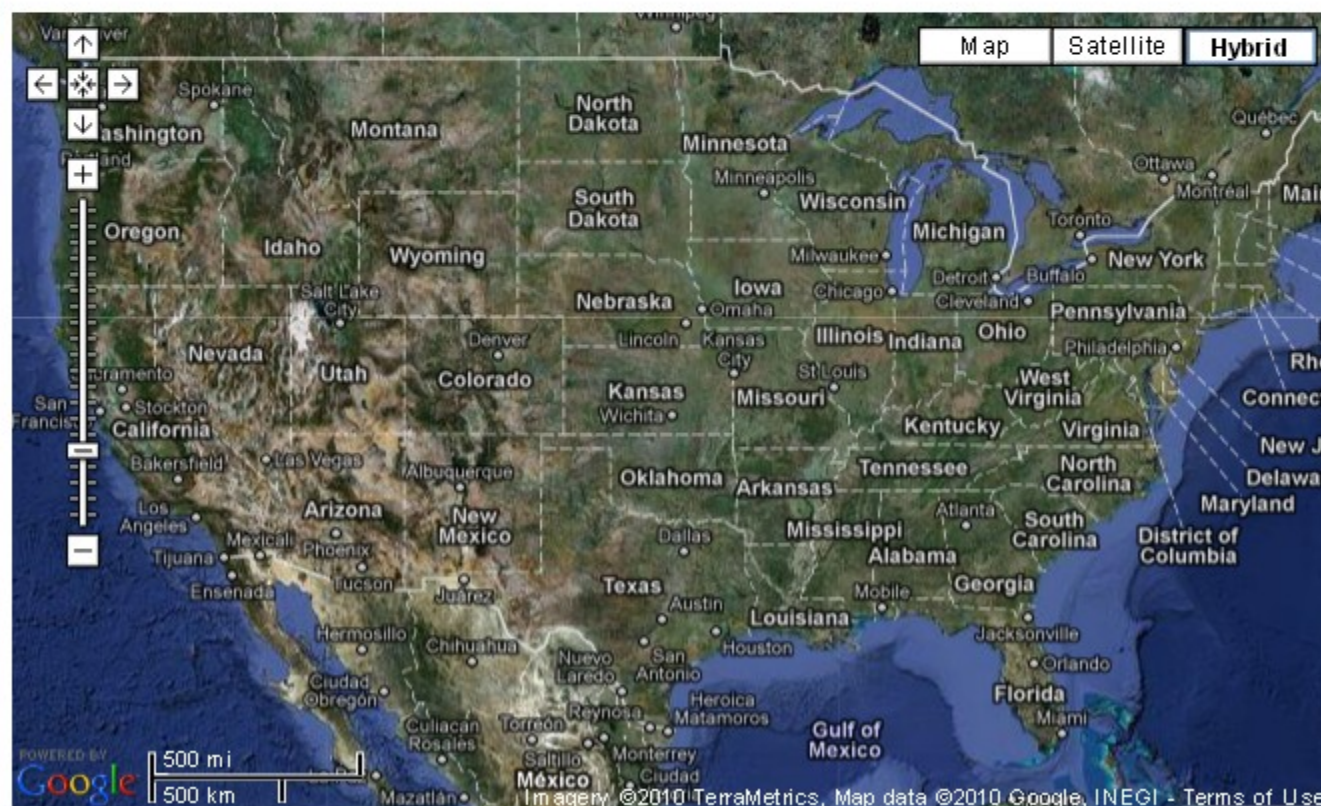 Winnipeg
Map
Satellite
Hybrid
Spokane
North
Dakota
Montana
Québec
Minnesota
Ottawa
Minneapolis
Montréal
South
Dakota
Wisconsin
Oregon
Michigan
Toronto
Idaho
Wyoming
Milwaukee
New York
Detroit
Buffalo
Iowa
Chicago
Cleveland
Salt Lake
City
Nebraska
Omaha
Pennsylvania
Lincoln
Kansas
City
Illinois
Indiana
Ohio
Denver
Philadelphia
Nevada
Utah
Colorado
St Louis
West
Virginia
Kansas
Missouri
Wichita
San
Stockton
California
Kentucky
Virginia
Las Vegas
Bakersfield
Albuquerque
Tennessee
North
Carolina
Oklahoma
Arkansas
Maryland
Los
Angeles
Arizona
New
Mexico
Atlanta
South
Carolina
Mississippi
District of
Columbia
Mexicali
Phoenix
Dallas
Alabama
Tijuana
Tucson
Texas
Georgia
Ensenada
Juárez
Mobile
Austin
Louisiana
Hermosillo
Chihuahua
Houston
Jacksonville
San
Antonio
Nuevo
Laredo
Orlando
Ciudad
Obregón
Florida
Heroica
Matamoros
Reynosa
Miami
Culiacan
Rosales
Torreón
Gulf of
Mexico
Monterrey
Saltillo
México
Ciudad
POWERED BY
Google
500 mi
500 km
Mazatlán
Imagery ©2010 TerraMetrics, Map data ©2010 Google, INEGI - Terms of Use